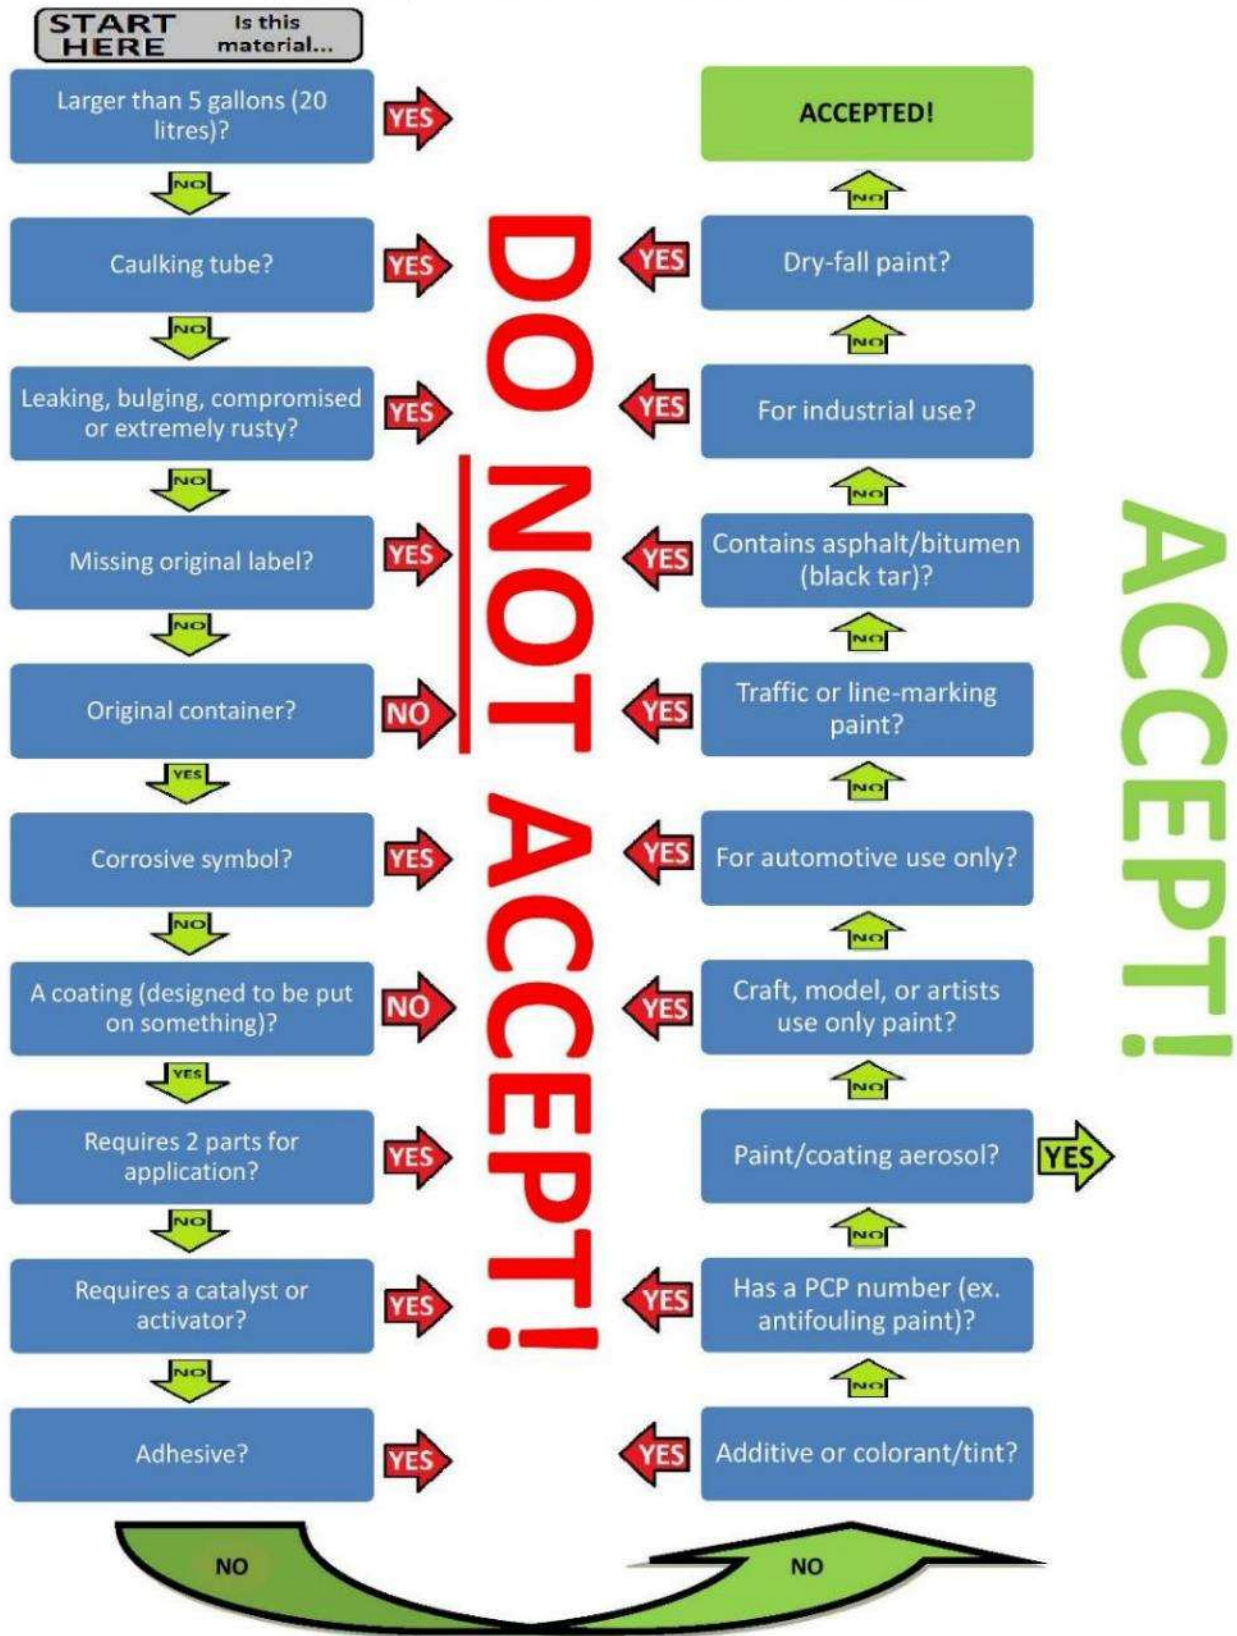 START HERE
Is this material...
Larger than 5 gallons (20
litres)?
YES
NO
Caulking tube?
YES
NO
Leaking, bulging, compromised
or extremely rusty?
YES
NO
Missing original label?
YES
NO
Original container?
NO
YES
Corrosive symbol?
YES
NO
A coating (designed to be put
on something)?
NO
YES
Requires 2 parts for
application?
YES
NO
Requires a catalyst or
activator?
YES
NO
Adhesive?
YES
NO
DO NOT ACCEPT!
NO
Additive or colorant/tint?
YES
NO
Has a PCP number (ex.
antifouling paint)?
YES
NO
Paint/coating aerosol?
YES
NO
Craft, model, or artists
use only paint?
YES
NO
For automotive use only?
YES
NO
Traffic or line-marking
paint?
YES
NO
Contains asphalt/bitumen
(black tar)?
YES
NO
For industrial use?
YES
NO
Dry-fall paint?
YES
NO
ACCEPTED!
ACCEPT!